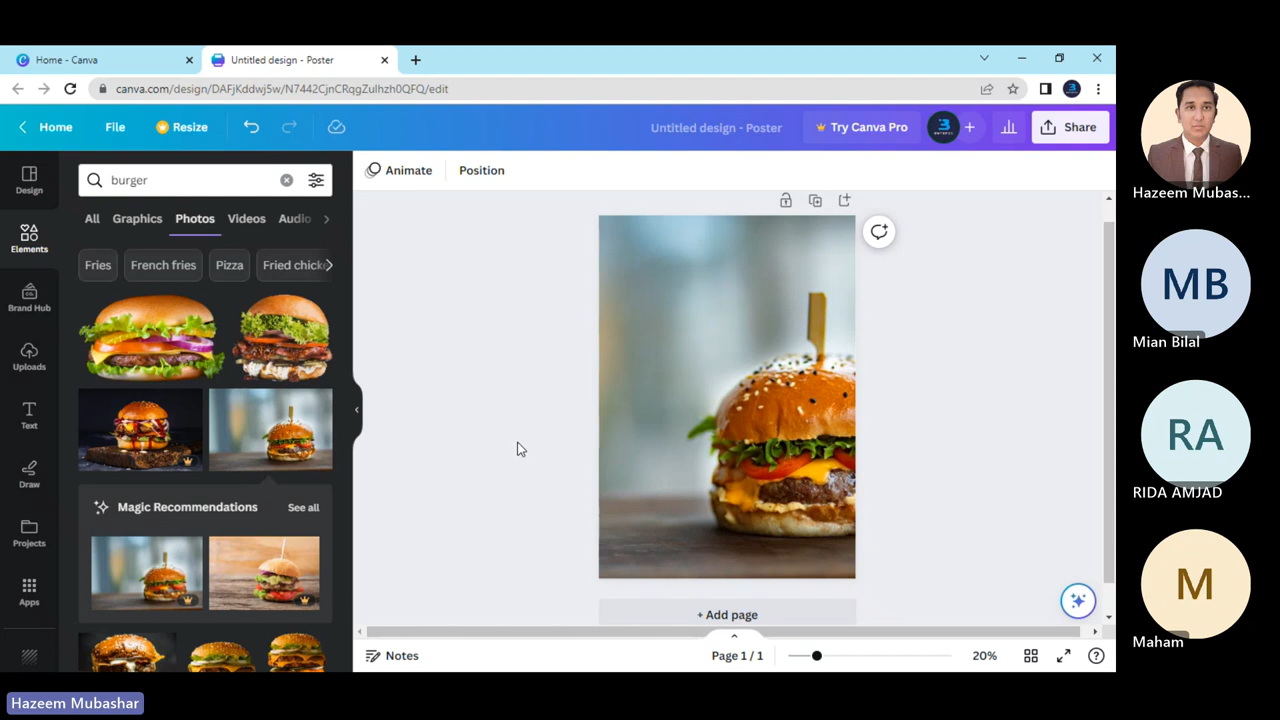 Home - Canva
Untitled design - Poster
canva.com/design/DAFjKddwj5w/N7442CjnCRqgZuIhzh0QFQ/edit
Home
File
Resize
Untitled design - Poster
Try Canva Pro
Share
Design
Elements
Brand Hub
Uploads
Text
Draw
Projects
Apps
burger
All Graphics Photos Videos Audio
Fries French fries Pizza Fried chicke
Magic Recommendations See all
Animate Position
+ Add page
Notes
Page 1 / 1
20%
Hazeem Mubas...
MB
Mian Bilal
RA
RIDA AMJAD
M
Maham
Hazeem Mubashar